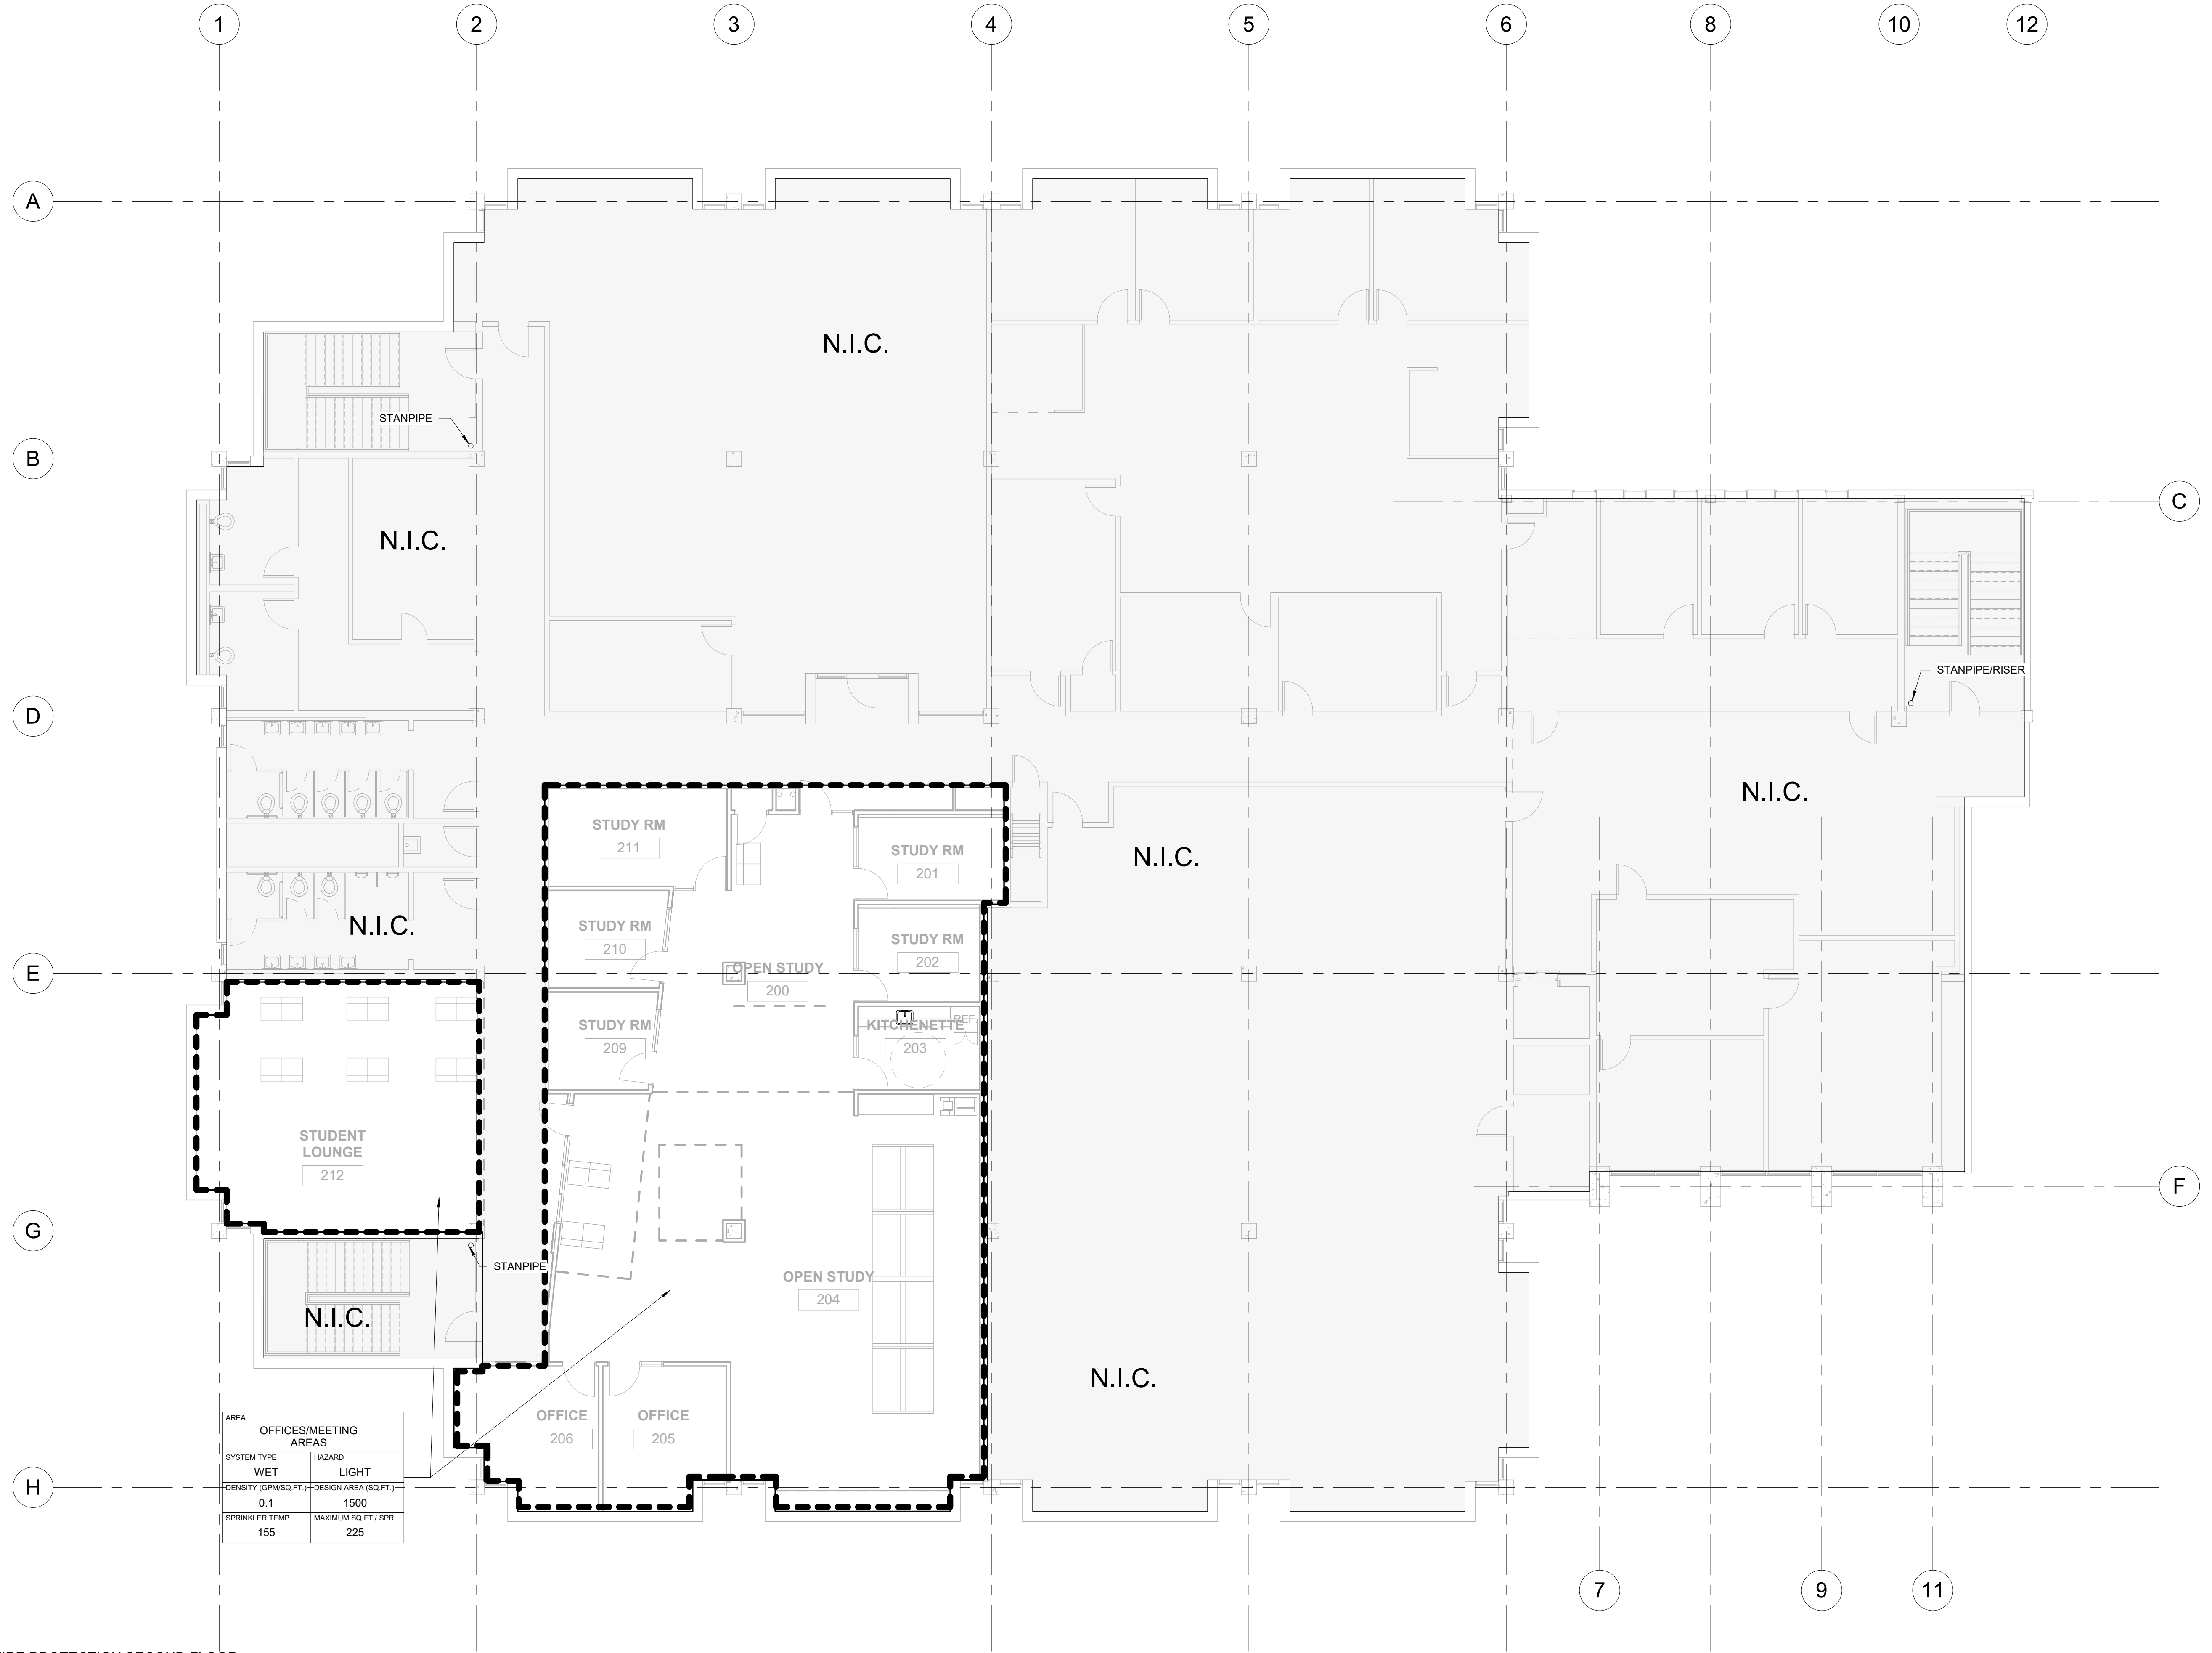 1 2 3 4 5 6 8 10 12
A
N.I.C.
STANPIPE
B
C
N.I.C.
STANPIPE/RISER
D
N.I.C.
STUDY RM
211
STUDY RM
201
N.I.C.
STUDY RM
210
STUDY RM
202
N.I.C.
E
OPEN STUDY
200
STUDY RM
209
REF.
KITCHENETTE
203
STUDENT
LOUNGE
212
F
G
STANPIPE
OPEN STUDY
204
N.I.C.
N.I.C.
OFFICE
206
OFFICE
205
AREA
OFFICES/MEETING
AREAS
SYSTEM TYPE HAZARD
WET LIGHT
DENSITY (GPM/SQ.FT.) DESIGN AREA (SQ.FT.)
0.1 1500
SPRINKLER TEMP. MAXIMUM SQ.FT./ SPR
155 225
H
7 9 11